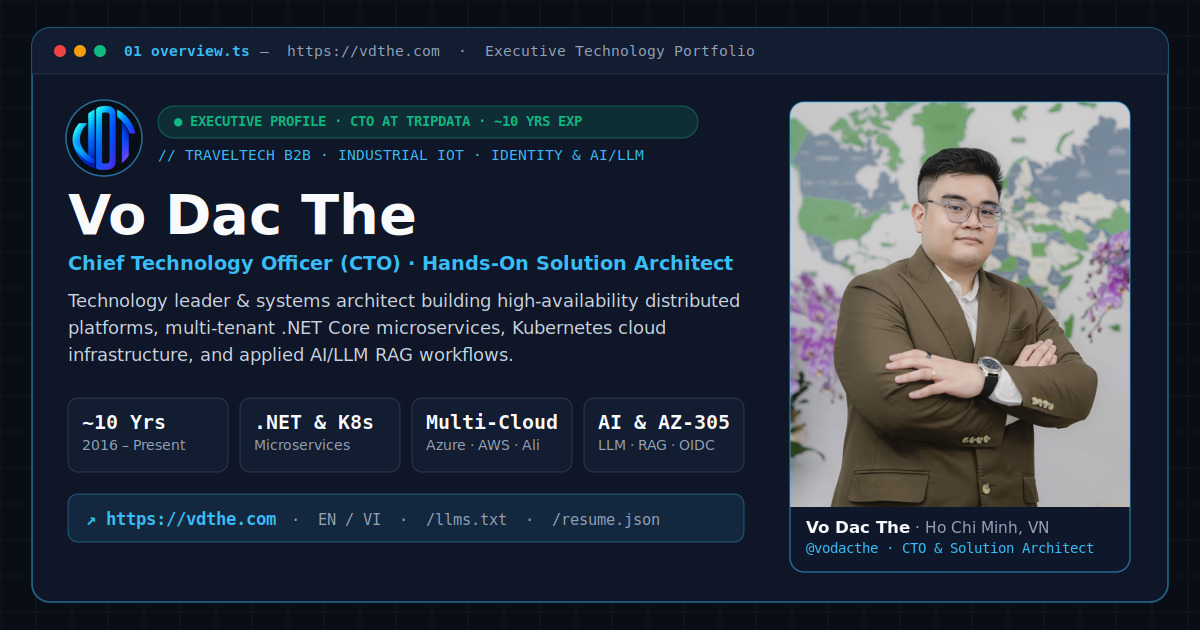 01 overview.ts — https://vdthe.com · Executive Technology Portfolio
● EXECUTIVE PROFILE · CTO AT TRIPDATA · ~10 YRS EXP
// TRAVELTECH B2B · INDUSTRIAL IOT · IDENTITY & AI/LLM
Vo Dac The
Chief Technology Officer (CTO) · Hands-On Solution Architect
Technology leader & systems architect building high-availability distributed
platforms, multi-tenant .NET Core microservices, Kubernetes cloud
infrastructure, and applied AI/LLM RAG workflows.
~10 Yrs
2016 – Present
.NET & K8s
Microservices
Multi-Cloud
Azure · AWS · Ali
AI & AZ-305
LLM · RAG · OIDC
↗ https://vdthe.com · EN / VI · /llms.txt · /resume.json
Vo Dac The · Ho Chi Minh, VN
@vodacthe · CTO & Solution Architect